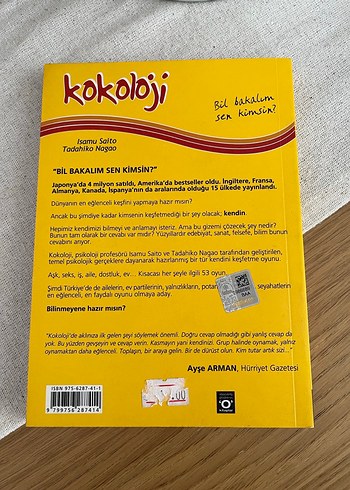 kokoloji
Bil bakalım
sen kimsin?
Isamu Saito
Tadahiko Nagao
"BİL BAKALIM SEN KİMSİN?"
Japonya'da 4 milyon satıldı, Amerika'da bestseller oldu. İngiltere, Fransa,
Almanya, Kanada, İspanya'nın da aralarında olduğu 15 ülkede yayınlandı.
Dünyanın en eğlenceli keşfini yapmaya hazır mısın?
Ancak bu şimdiye kadar kimsenin keşfetmediği bir şey olacak; kendin.
Hepimiz kendimizi bilmeyi ve anlamayı isteriz. Ama bu gizemi çözecek şey nedir?
Bunun tam olarak bir cevabı var mıdır? Yüzyıllardır edebiyat, sanat, felsefe, bilim bunun
cevabını arıyor.
Kokoloji, psikoloji profesörü Isamu Saito ve Tadahiko Nagao tarafından geliştirilen,
temel psikolojik gerçeklere dayanarak hazırlanmış bir tür kendini keşfetme oyunu.
Aşk, seks, iş, aile, dostluk, ev... Kısacası her şeyle ilgili 53 oyun.
Şimdi Türkiye'de de ailelerin, ev partilerinin, yalnızlıkların, seyahatlerin
en eğlenceli, en faydalı oyunu olmaya aday.
Bilinmeyene hazır mısın?
"Kokoloji'de aklınıza ilk gelen şeyi söylemek önemli. Doğru cevap olmadığı gibi yanlış cevap da
yok. Bu yüzden gevşeyin ve cevap verin. Kasmayın yani kendinizi. Grup halinde oynamak, yalnız
oynamaktan daha eğlenceli. Toplaşın; bir araya gelin. Bir de dürüst olun. Kim tutar artık sizi..."
Ayşe ARMAN, Hürriyet Gazetesi
ISBN 975-6287-41-1
9 799756 287414